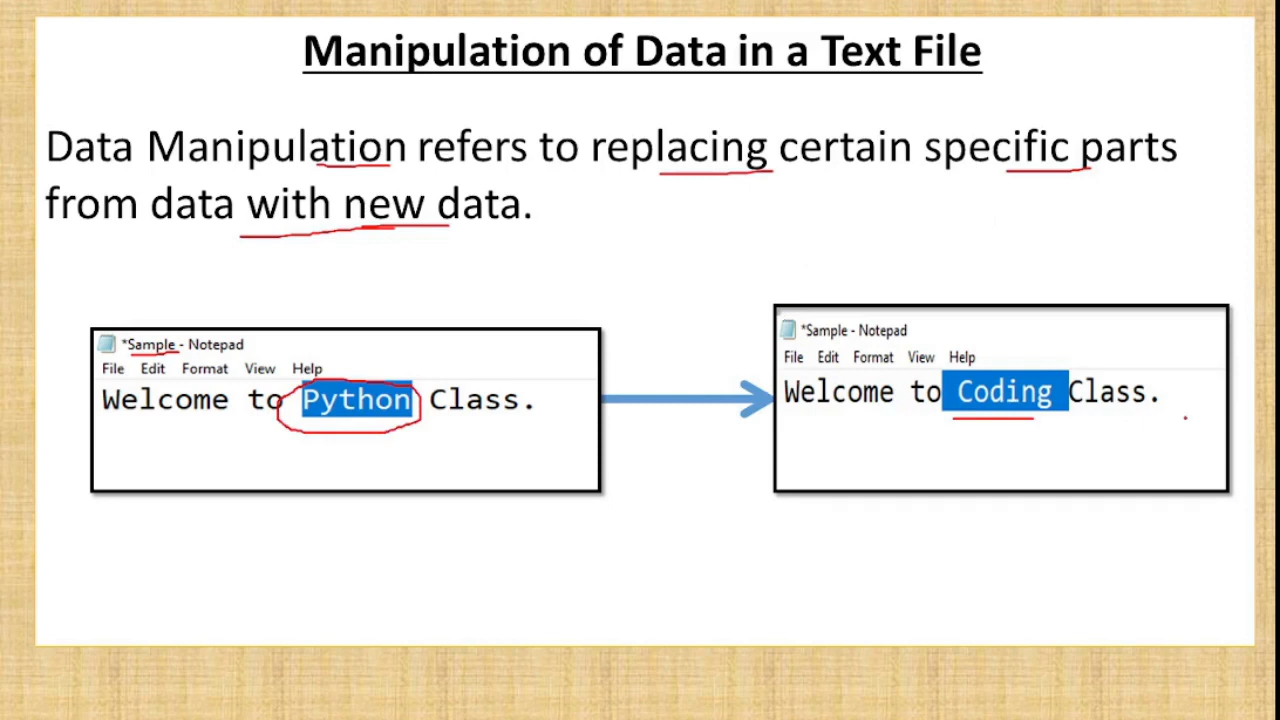 Manipulation of Data in a Text File
Data Manipulation refers to replacing certain specific parts
from data with new data.
*Sample - Notepad
File Edit Format View Help
Welcome to Python Class.
*Sample - Notepad
File Edit Format View Help
Welcome to Coding Class.